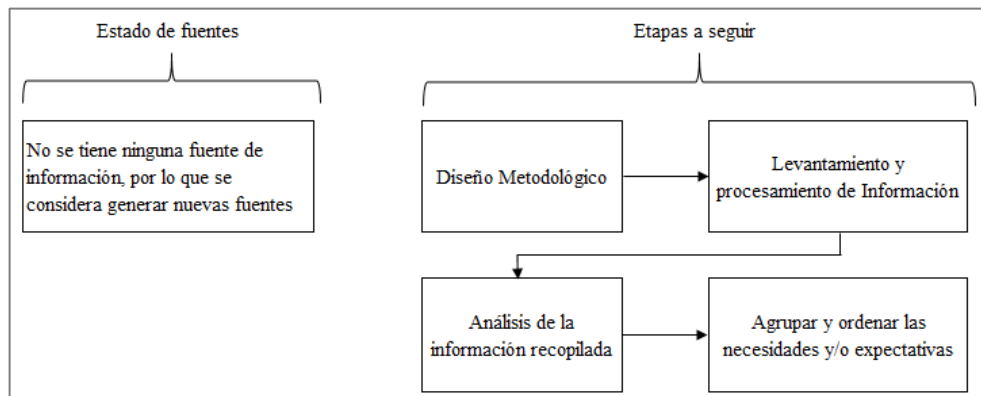 Estado de fuentes
Etapas a seguir
No se tiene ninguna fuente de
información, por lo que se
considera generar nuevas fuentes
Diseño Metodológico
Levantamiento y
procesamiento de Información
Análisis de la
información recopilada
Agrupar y ordenar las
necesidades y/o expectativas